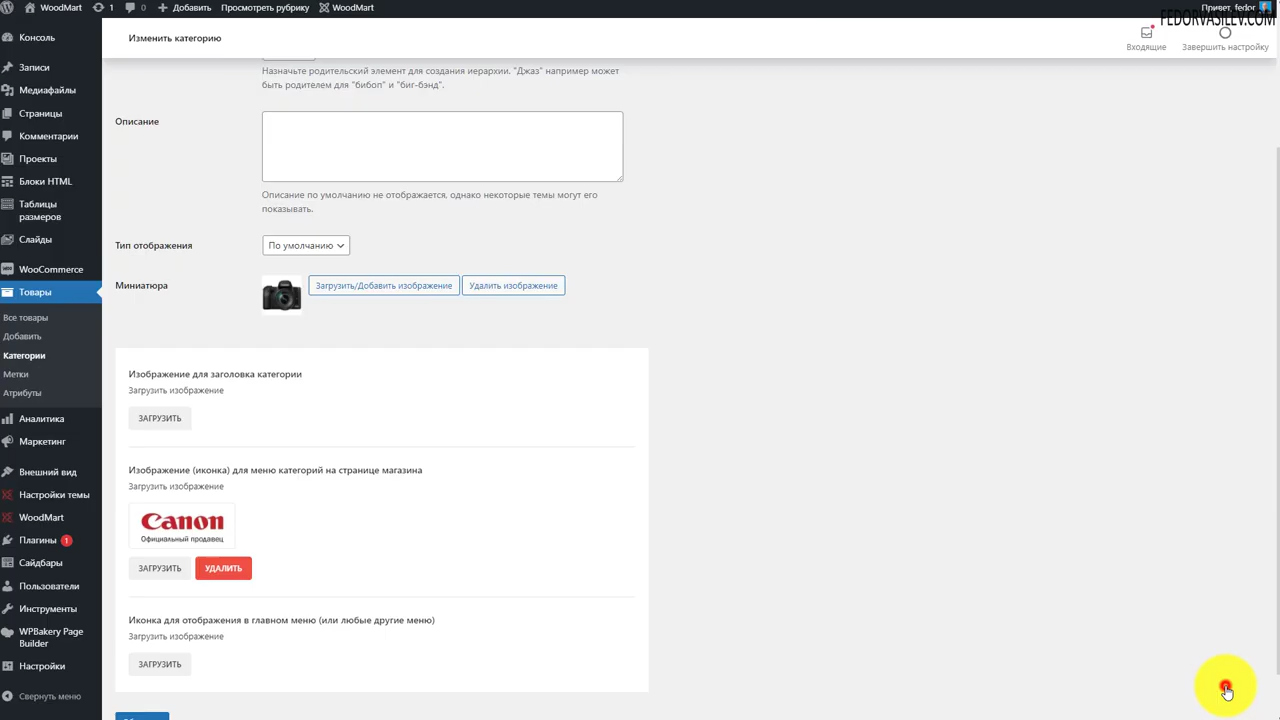 WordPress
Посмотреть рубрику
WoodMart
Привет, fedor
FEDORVASILEV.COM
Изменить категорию
Входящие
Завершить настройку
Консоль
Записи
Медиафайлы
Страницы
Комментарии
Проекты
Блоки HTML
Таблицы
размеров
Слайды
WooCommerce
Товары
Все товары
Добавить
Категории
Метки
Атрибуты
Аналитика
Маркетинг
Внешний вид
Настройки темы
WoodMart
Плагины 1
Сайдбары
Пользователи
Инструменты
WPBakery Page
Builder
Настройки
Свернуть меню
Назначьте родительский элемент для создания иерархии. "Джаз" например может
быть родителем для "бибоп" и "биг-бэнд".
Описание
Описание по умолчанию не отображается, однако некоторые темы могут его
показывать.
Тип отображения
По умолчанию
Миниатюра
Загрузить/Добавить изображение
Удалить изображение
Изображение для заголовка категории
Загрузить изображение
ЗАГРУЗИТЬ
Изображение (иконка) для меню категорий на странице магазина
Загрузить изображение
Canon
Официальный продавец
ЗАГРУЗИТЬ
УДАЛИТЬ
Иконка для отображения в главном меню (или любые другие меню)
Загрузить изображение
ЗАГРУЗИТЬ